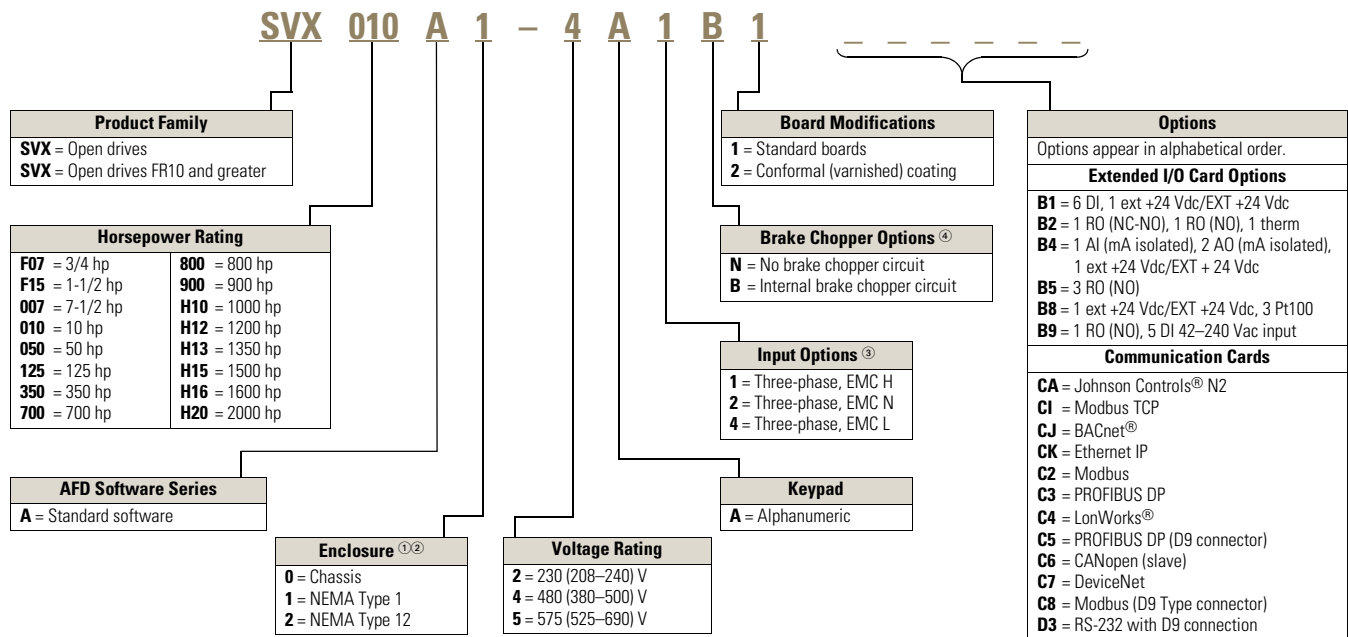 SVX 010 A 1 – 4 A 1 B 1 _ _ _ _ _ _
Product Family
SVX = Open drives
SVX = Open drives FR10 and greater
Horsepower Rating
F07 = 3/4 hp
F15 = 1-1/2 hp
007 = 7-1/2 hp
010 = 10 hp
050 = 50 hp
125 = 125 hp
350 = 350 hp
700 = 700 hp
800 = 800 hp
900 = 900 hp
H10 = 1000 hp
H12 = 1200 hp
H13 = 1350 hp
H15 = 1500 hp
H16 = 1600 hp
H20 = 2000 hp
AFD Software Series
A = Standard software
Enclosure ①②
0 = Chassis
1 = NEMA Type 1
2 = NEMA Type 12
Voltage Rating
2 = 230 (208–240) V
4 = 480 (380–500) V
5 = 575 (525–690) V
Board Modifications
1 = Standard boards
2 = Conformal (varnished) coating
Brake Chopper Options ④
N = No brake chopper circuit
B = Internal brake chopper circuit
Input Options ③
1 = Three-phase, EMC H
2 = Three-phase, EMC N
4 = Three-phase, EMC L
Keypad
A = Alphanumeric
Options
Options appear in alphabetical order.
Extended I/O Card Options
B1 = 6 DI, 1 ext +24 Vdc/EXT +24 Vdc
B2 = 1 RO (NC-NO), 1 RO (NO), 1 therm
B4 = 1 AI (mA isolated), 2 AO (mA isolated),
1 ext +24 Vdc/EXT + 24 Vdc
B5 = 3 RO (NO)
B8 = 1 ext +24 Vdc/EXT +24 Vdc, 3 Pt100
B9 = 1 RO (NO), 5 DI 42–240 Vac input
Communication Cards
CA = Johnson Controls® N2
CI = Modbus TCP
CJ = BACnet®
CK = Ethernet IP
C2 = Modbus
C3 = PROFIBUS DP
C4 = LonWorks®
C5 = PROFIBUS DP (D9 connector)
C6 = CANopen (slave)
C7 = DeviceNet
C8 = Modbus (D9 Type connector)
D3 = RS-232 with D9 connection